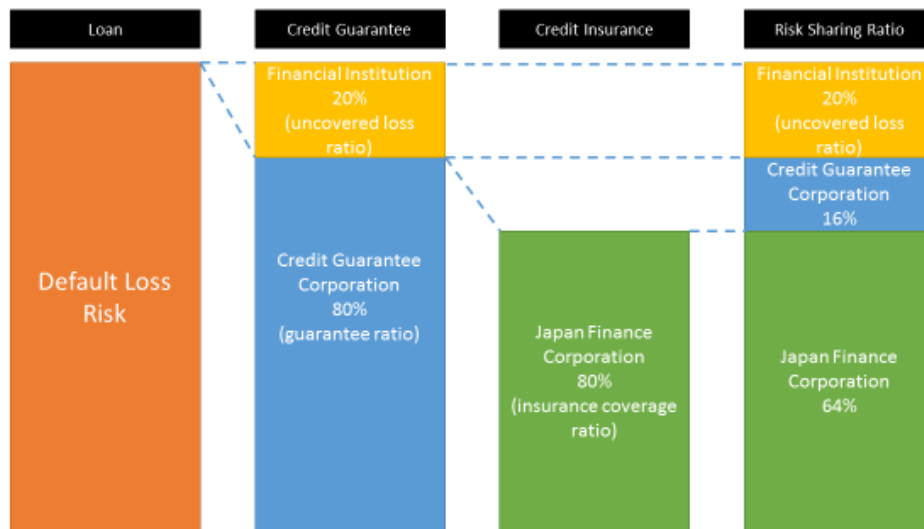 Loan
Credit Guarantee
Credit Insurance
Risk Sharing Ratio
Default Loss
Risk
Financial Institution
20%
(uncovered loss
ratio)
Credit Guarantee
Corporation
80%
(guarantee ratio)
Japan Finance
Corporation
80%
(insurance coverage
ratio)
Financial Institution
20%
(uncovered loss
ratio)
Credit Guarantee
Corporation
16%
Japan Finance
Corporation
64%